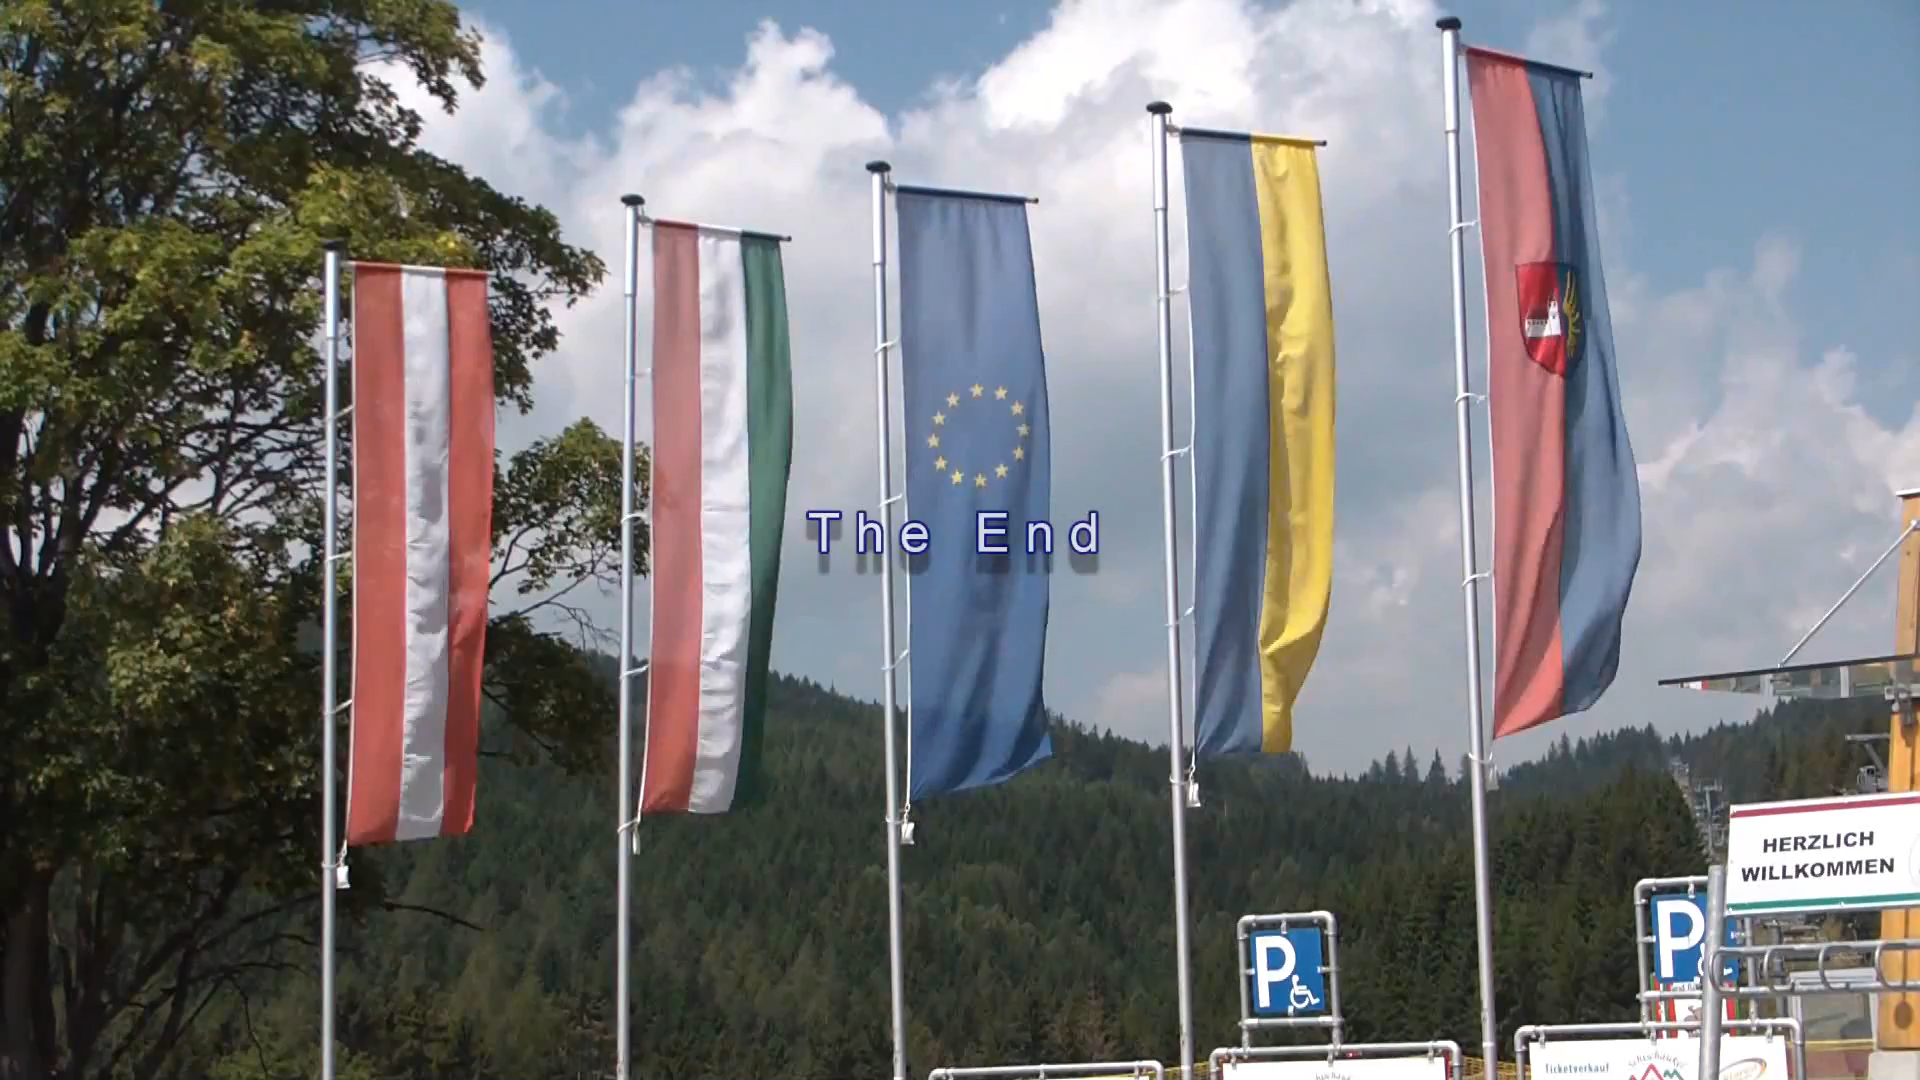 The End
HERZLICH
WILLKOMMEN
P
P
Ticketverkauf